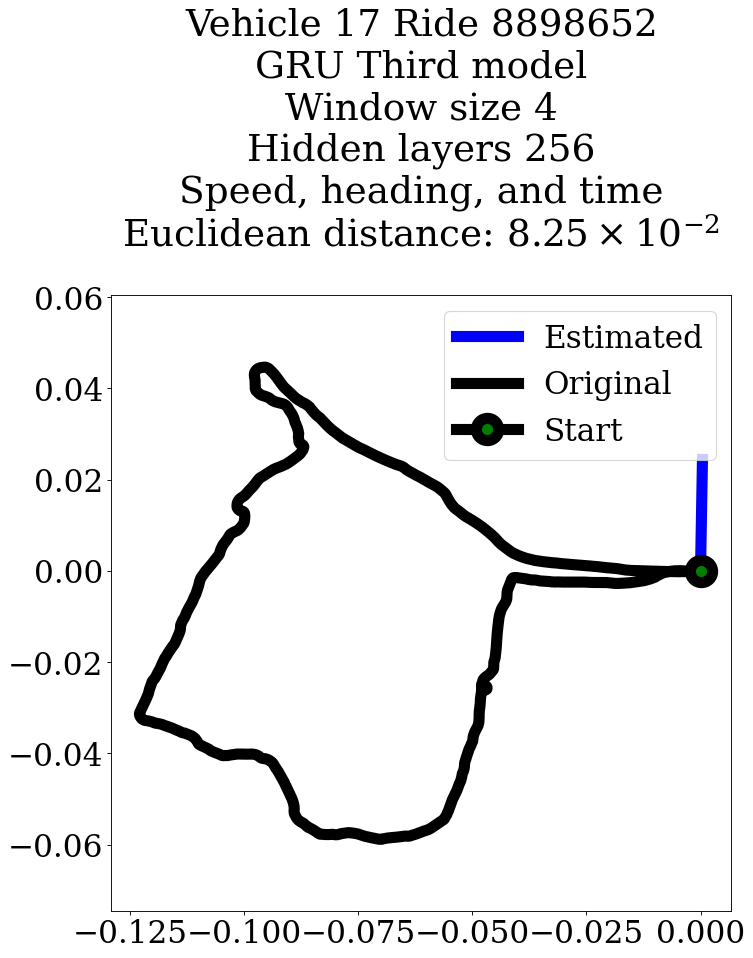 Vehicle 17 Ride 8898652
GRU Third model
Window size 4
Hidden layers 256
Speed, heading, and time
Euclidean distance: 8.25 × 10⁻²
0.06
0.04
0.02
0.00
−0.02
−0.04
−0.06
Estimated
Original
Start
−0.125 −0.100 −0.075 −0.050 −0.025 0.000